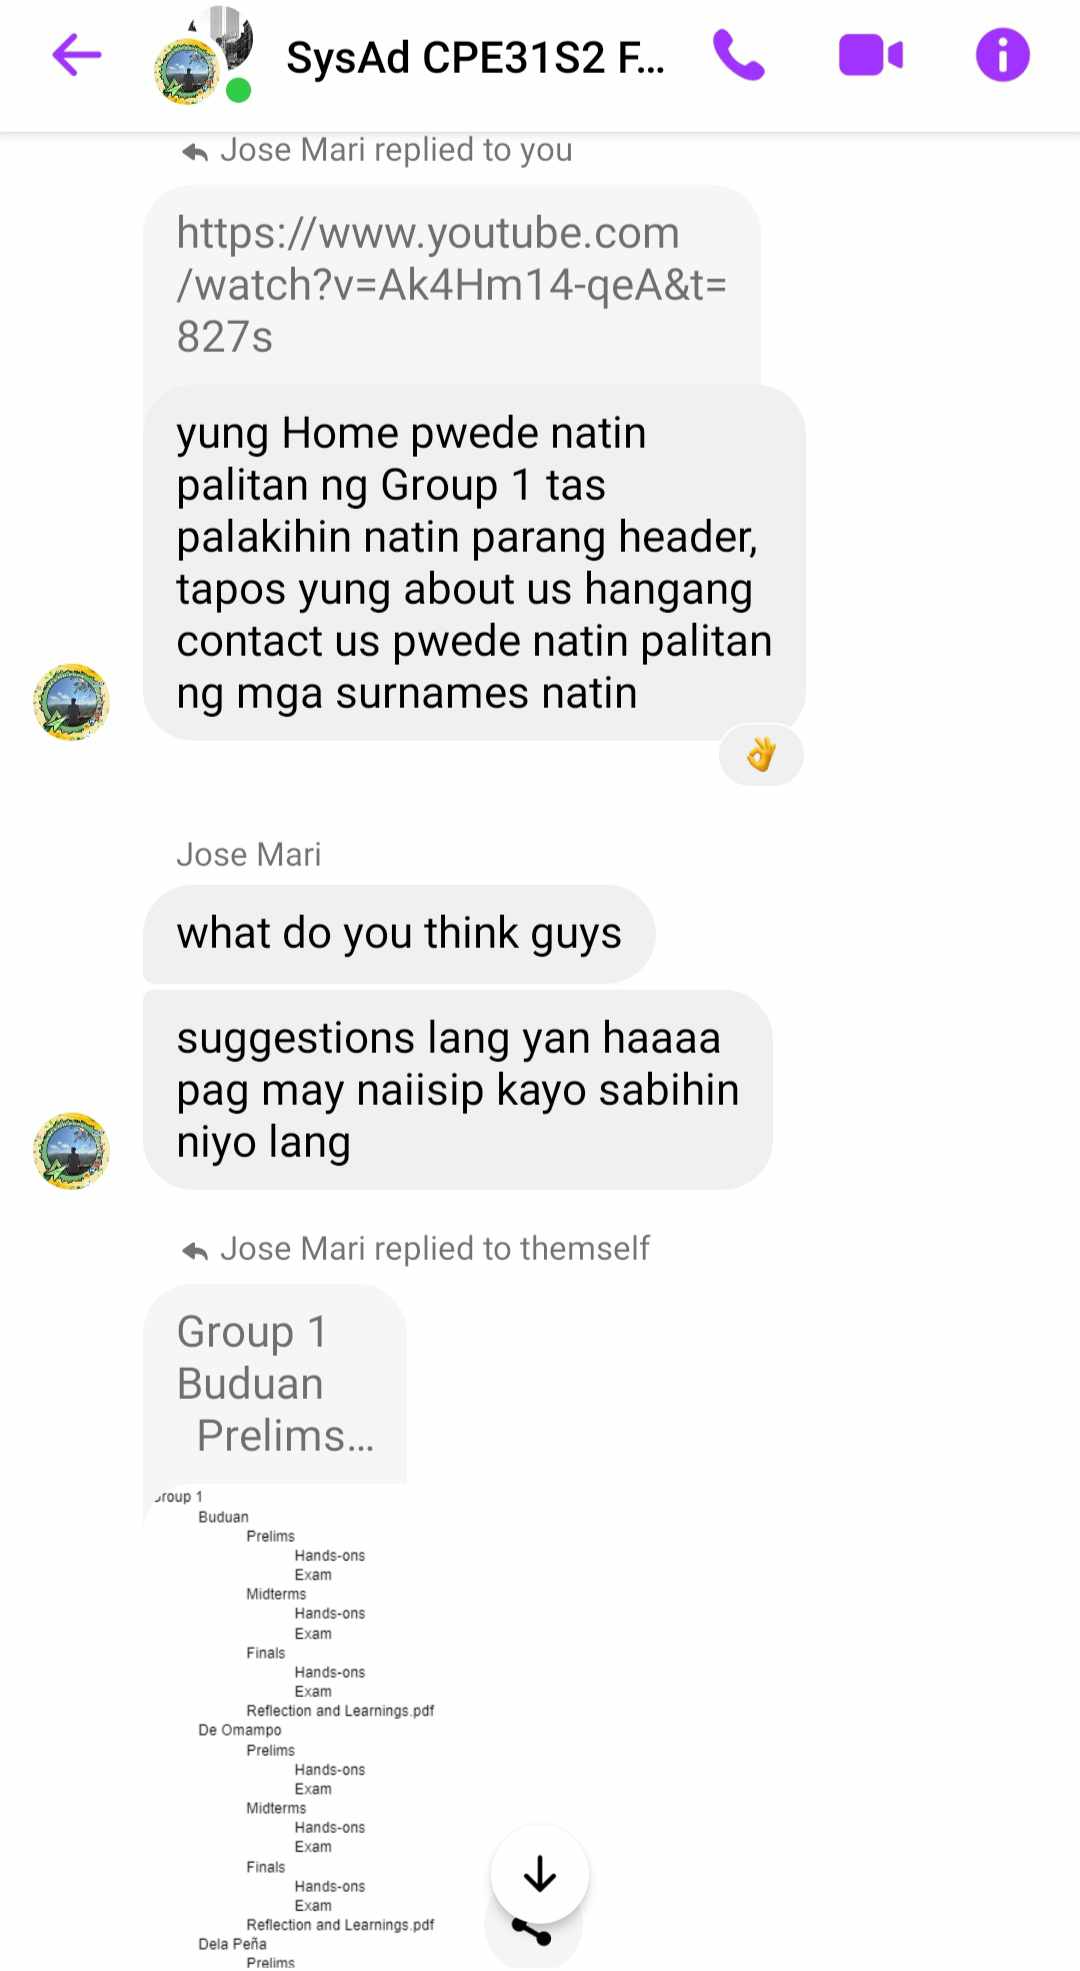 SysAd CPE31S2 F...
Jose Mari replied to you
https://www.youtube.com
/watch?v=Ak4Hm14-qeA&t=
827s
yung Home pwede natin
palitan ng Group 1 tas
palakihin natin parang header,
tapos yung about us hangang
contact us pwede natin palitan
ng mga surnames natin
Jose Mari
what do you think guys
suggestions lang yan haaaa
pag may naiisip kayo sabihin
niyo lang
Jose Mari replied to themself
Group 1
Buduan
Prelims...
Group 1
Buduan
Prelims
Hands-ons
Exam
Midterms
Hands-ons
Exam
Finals
Hands-ons
Exam
Reflection and Learnings.pdf
De Omampo
Prelims
Hands-ons
Exam
Midterms
Hands-ons
Exam
Finals
Hands-ons
Exam
Reflection and Learnings.pdf
Dela Peña
Prelims